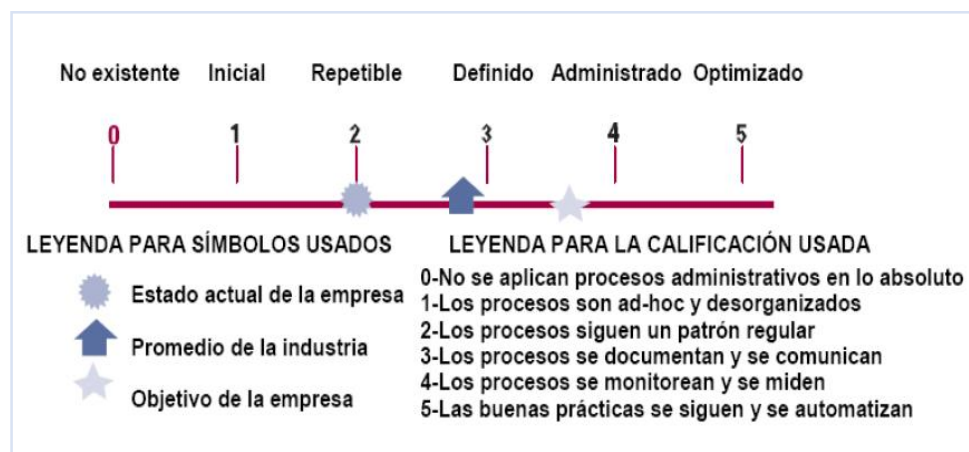 No existente Inicial Repetible Definido Administrado Optimizado
0 1 2 3 4 5
LEYENDA PARA SÍMBOLOS USADOS
Estado actual de la empresa
Promedio de la industria
Objetivo de la empresa
LEYENDA PARA LA CALIFICACIÓN USADA
0-No se aplican procesos administrativos en lo absoluto
1-Los procesos son ad-hoc y desorganizados
2-Los procesos siguen un patrón regular
3-Los procesos se documentan y se comunican
4-Los procesos se monitorean y se miden
5-Las buenas prácticas se siguen y se automatizan